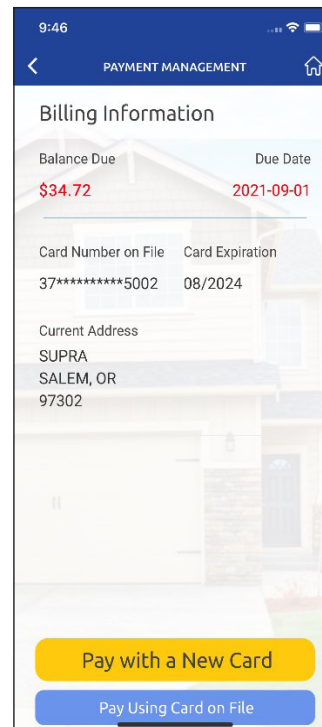 9:46
PAYMENT MANAGEMENT
Billing Information
Balance Due Due Date
$34.72 2021-09-01
Card Number on File Card Expiration
37**********5002 08/2024
Current Address
SUPRA
SALEM, OR
97302
Pay with a New Card
Pay Using Card on File